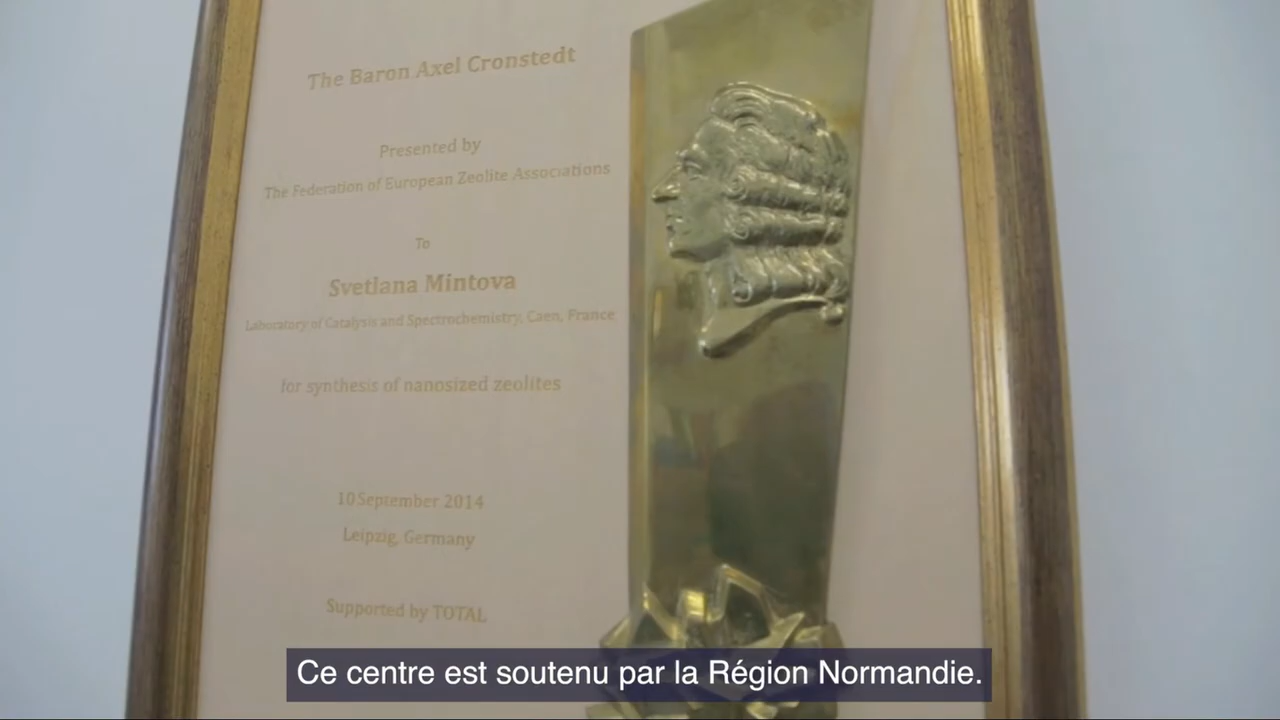 The Baron Axel Cronstedt
Presented by
The Federation of European Zeolite Associations
To
Svetlana Mintova
Laboratory of Catalysis and Spectrochemistry, Caen, France
for synthesis of nanosized zeolites
10 September 2014
Leipzig, Germany
Supported by TOTAL
Ce centre est soutenu par la Région Normandie.